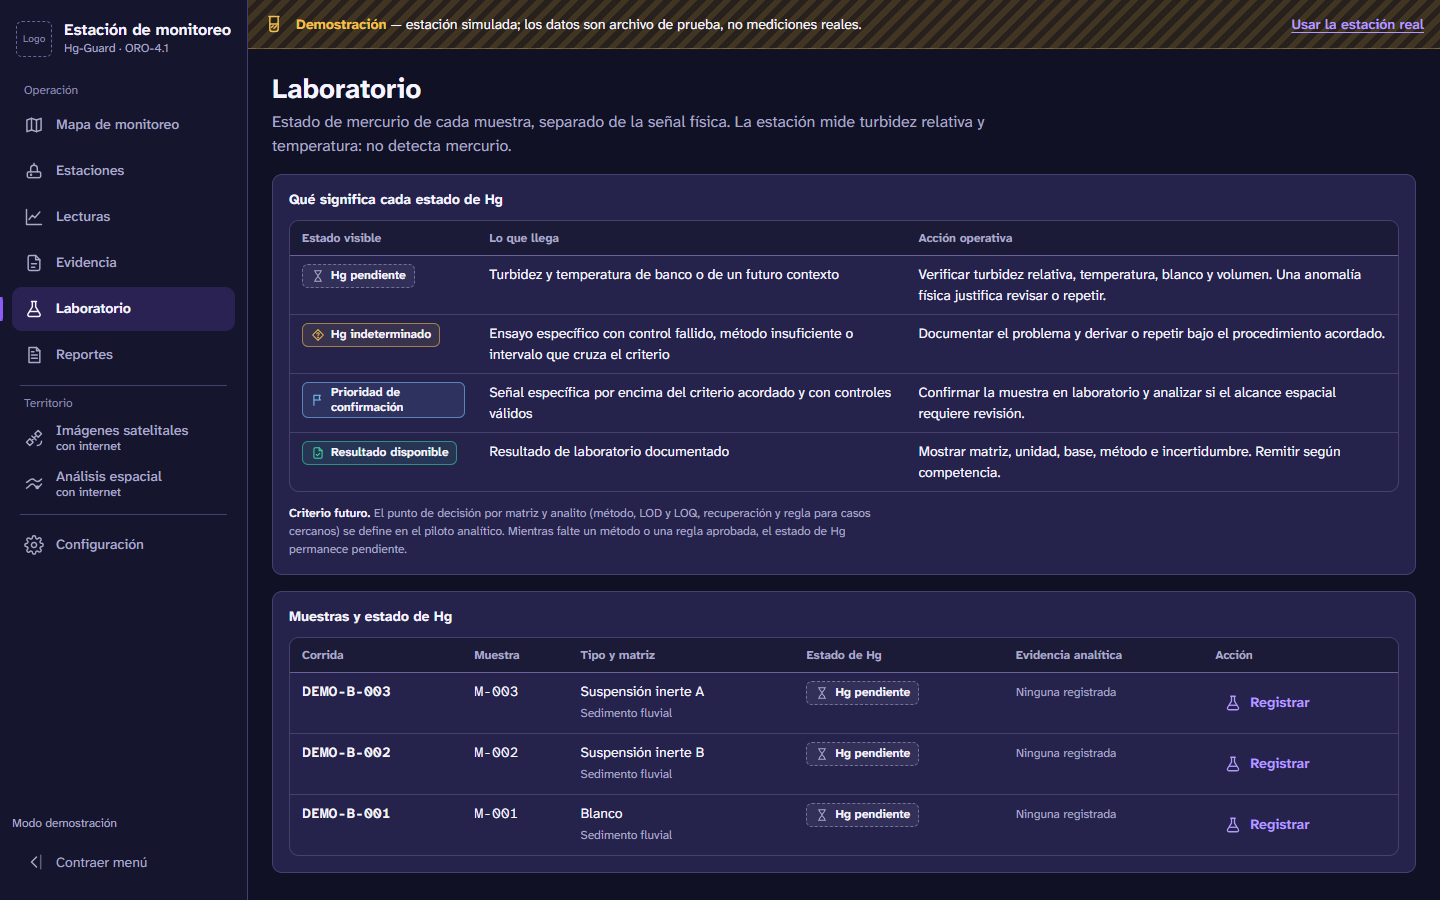 Logo
Estación de monitoreo
Hg-Guard · ORO-4.1
Operación
Mapa de monitoreo
Estaciones
Lecturas
Evidencia
Laboratorio
Reportes
Territorio
Imágenes satelitales
con internet
Análisis espacial
con internet
Configuración
Modo demostración
Contraer menú
Demostración — estación simulada; los datos son archivo de prueba, no mediciones reales.
Usar la estación real
Laboratorio
Estado de mercurio de cada muestra, separado de la señal física. La estación mide turbidez relativa y
temperatura: no detecta mercurio.
Qué significa cada estado de Hg
Estado visible Lo que llega Acción operativa
Hg pendiente Turbidez y temperatura de banco o de un futuro contexto Verificar turbidez relativa, temperatura, blanco y volumen. Una anomalía
física justifica revisar o repetir.
Hg indeterminado Ensayo específico con control fallido, método insuficiente o Documentar el problema y derivar o repetir bajo el procedimiento acordado.
intervalo que cruza el criterio
Prioridad de Señal específica por encima del criterio acordado y con controles Confirmar la muestra en laboratorio y analizar si el alcance espacial
confirmación válidos requiere revisión.
Resultado disponible Resultado de laboratorio documentado Mostrar matriz, unidad, base, método e incertidumbre. Remitir según
competencia.
Criterio futuro. El punto de decisión por matriz y analito (método, LOD y LOQ, recuperación y regla para casos
cercanos) se define en el piloto analítico. Mientras falte un método o una regla aprobada, el estado de Hg
permanece pendiente.
Muestras y estado de Hg
Corrida Muestra Tipo y matriz Estado de Hg Evidencia analítica Acción
DEMO-B-003 M-003 Suspensión inerte A Hg pendiente Ninguna registrada Registrar
Sedimento fluvial
DEMO-B-002 M-002 Suspensión inerte B Hg pendiente Ninguna registrada Registrar
Sedimento fluvial
DEMO-B-001 M-001 Blanco Hg pendiente Ninguna registrada Registrar
Sedimento fluvial